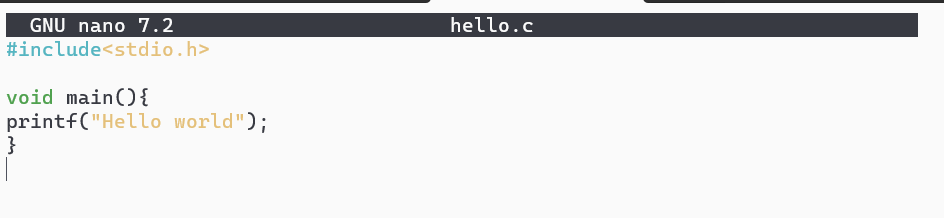 GNU nano 7.2 hello.c
#include<stdio.h>
void main(){
printf("Hello world");
}